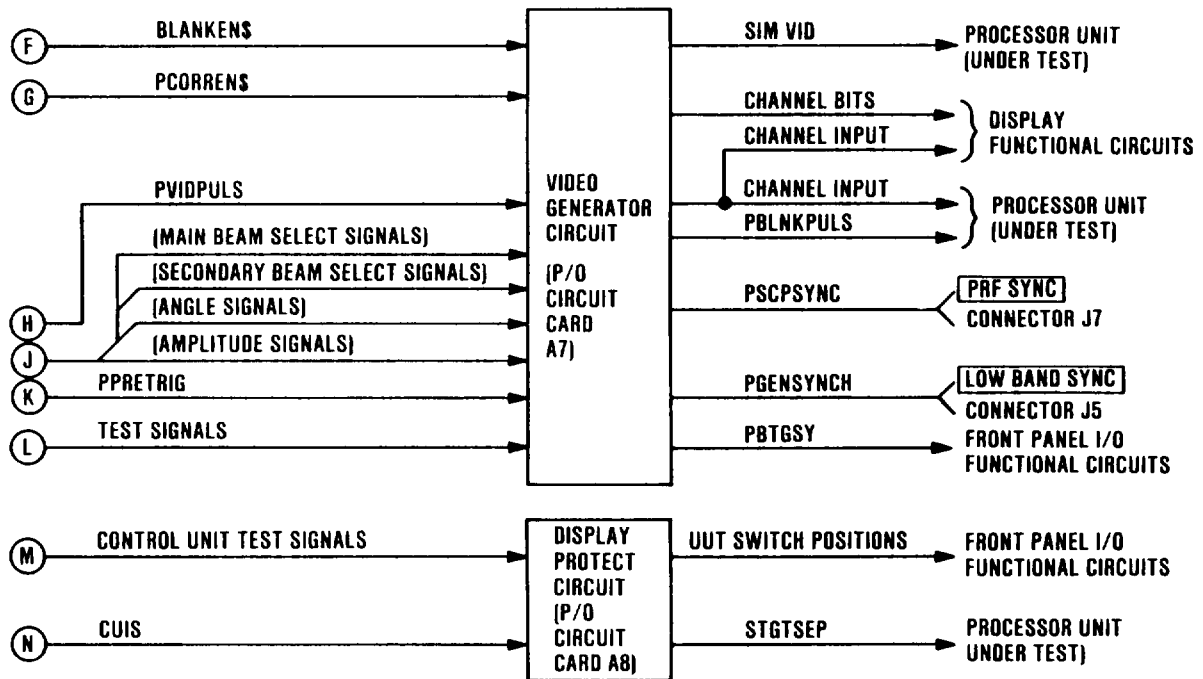 F
BLANKEN$
G
PCORREN$
PVIDPULS
(MAIN BEAM SELECT SIGNALS)
(SECONDARY BEAM SELECT SIGNALS)
H
(ANGLE SIGNALS)
J
(AMPLITUDE SIGNALS)
K
PPRETRIG
L
TEST SIGNALS
VIDEO
GENERATOR
CIRCUIT
(P/O
CIRCUIT
CARD
A7)
SIM VID
PROCESSOR UNIT
(UNDER TEST)
CHANNEL BITS
CHANNEL INPUT
DISPLAY
FUNCTIONAL CIRCUITS
CHANNEL INPUT
PBLNKPULS
PROCESSOR UNIT
(UNDER TEST)
PSCPSYNC
PRF SYNC
CONNECTOR J7
PGENSYNCH
LOW BAND SYNC
CONNECTOR J5
PBTGSY
FRONT PANEL I/O
FUNCTIONAL CIRCUITS
M
CONTROL UNIT TEST SIGNALS
N
CUIS
DISPLAY
PROTECT
CIRCUIT
(P/O
CIRCUIT
CARD A8)
UUT SWITCH POSITIONS
FRONT PANEL I/O
FUNCTIONAL CIRCUITS
STGTSEP
PROCESSOR UNIT
UNDER TEST)